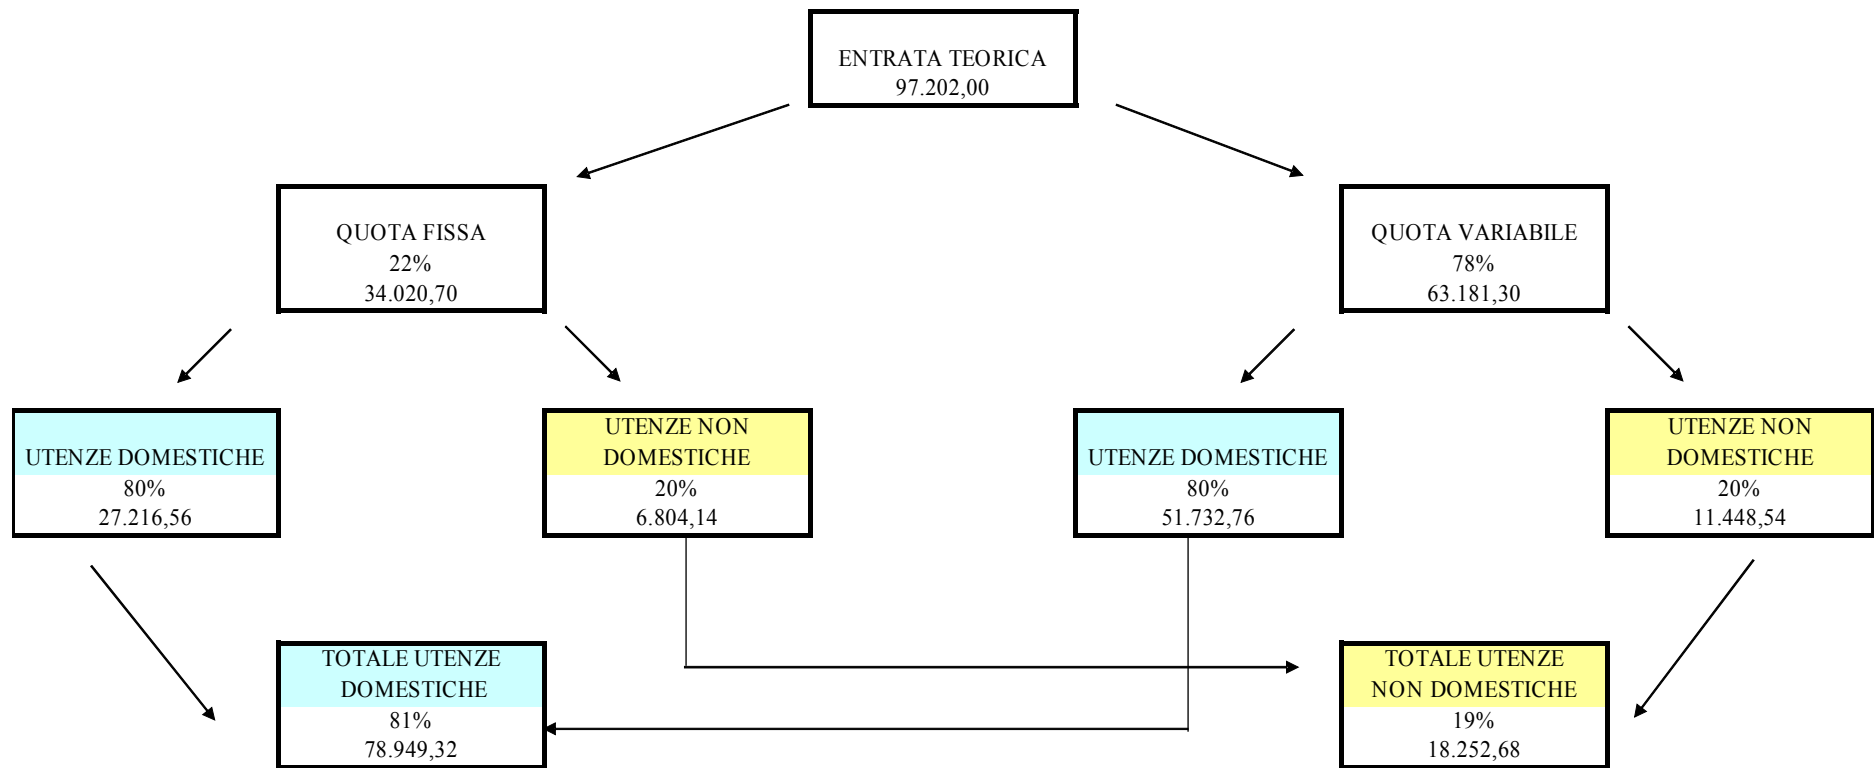 ENTRATA TEORICA
97.202,00
QUOTA FISSA
22%
34.020,70
QUOTA VARIABILE
78%
63.181,30
UTENZE DOMESTICHE
80%
27.216,56
UTENZE NON
DOMESTICHE
20%
6.804,14
UTENZE DOMESTICHE
80%
51.732,76
UTENZE NON
DOMESTICHE
20%
11.448,54
TOTALE UTENZE
DOMESTICHE
81%
78.949,32
TOTALE UTENZE
NON DOMESTICHE
19%
18.252,68